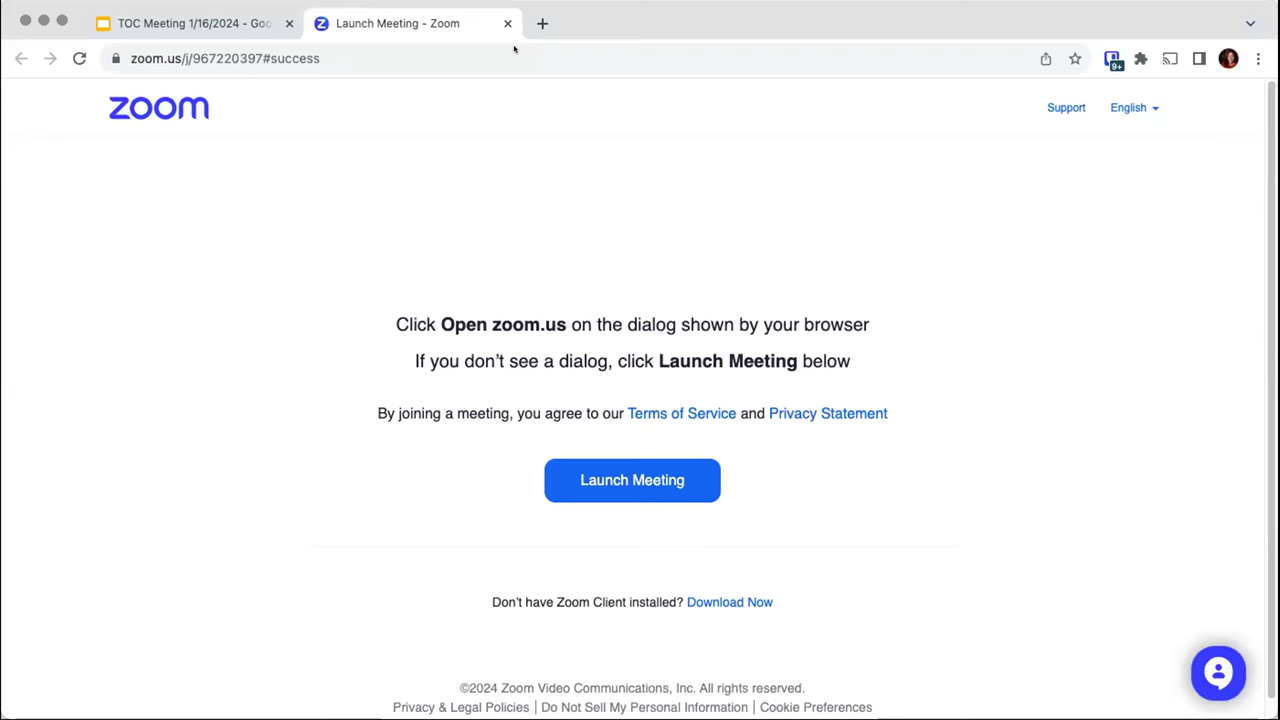 TOC Meeting 1/16/2024 - Goo
Launch Meeting - Zoom
zoom.us/j/967220397#success
9+
zoom
Support
English
Click Open zoom.us on the dialog shown by your browser
If you don't see a dialog, click Launch Meeting below
By joining a meeting, you agree to our Terms of Service and Privacy Statement
Launch Meeting
Don't have Zoom Client installed? Download Now
©2024 Zoom Video Communications, Inc. All rights reserved.
Privacy & Legal Policies | Do Not Sell My Personal Information | Cookie Preferences